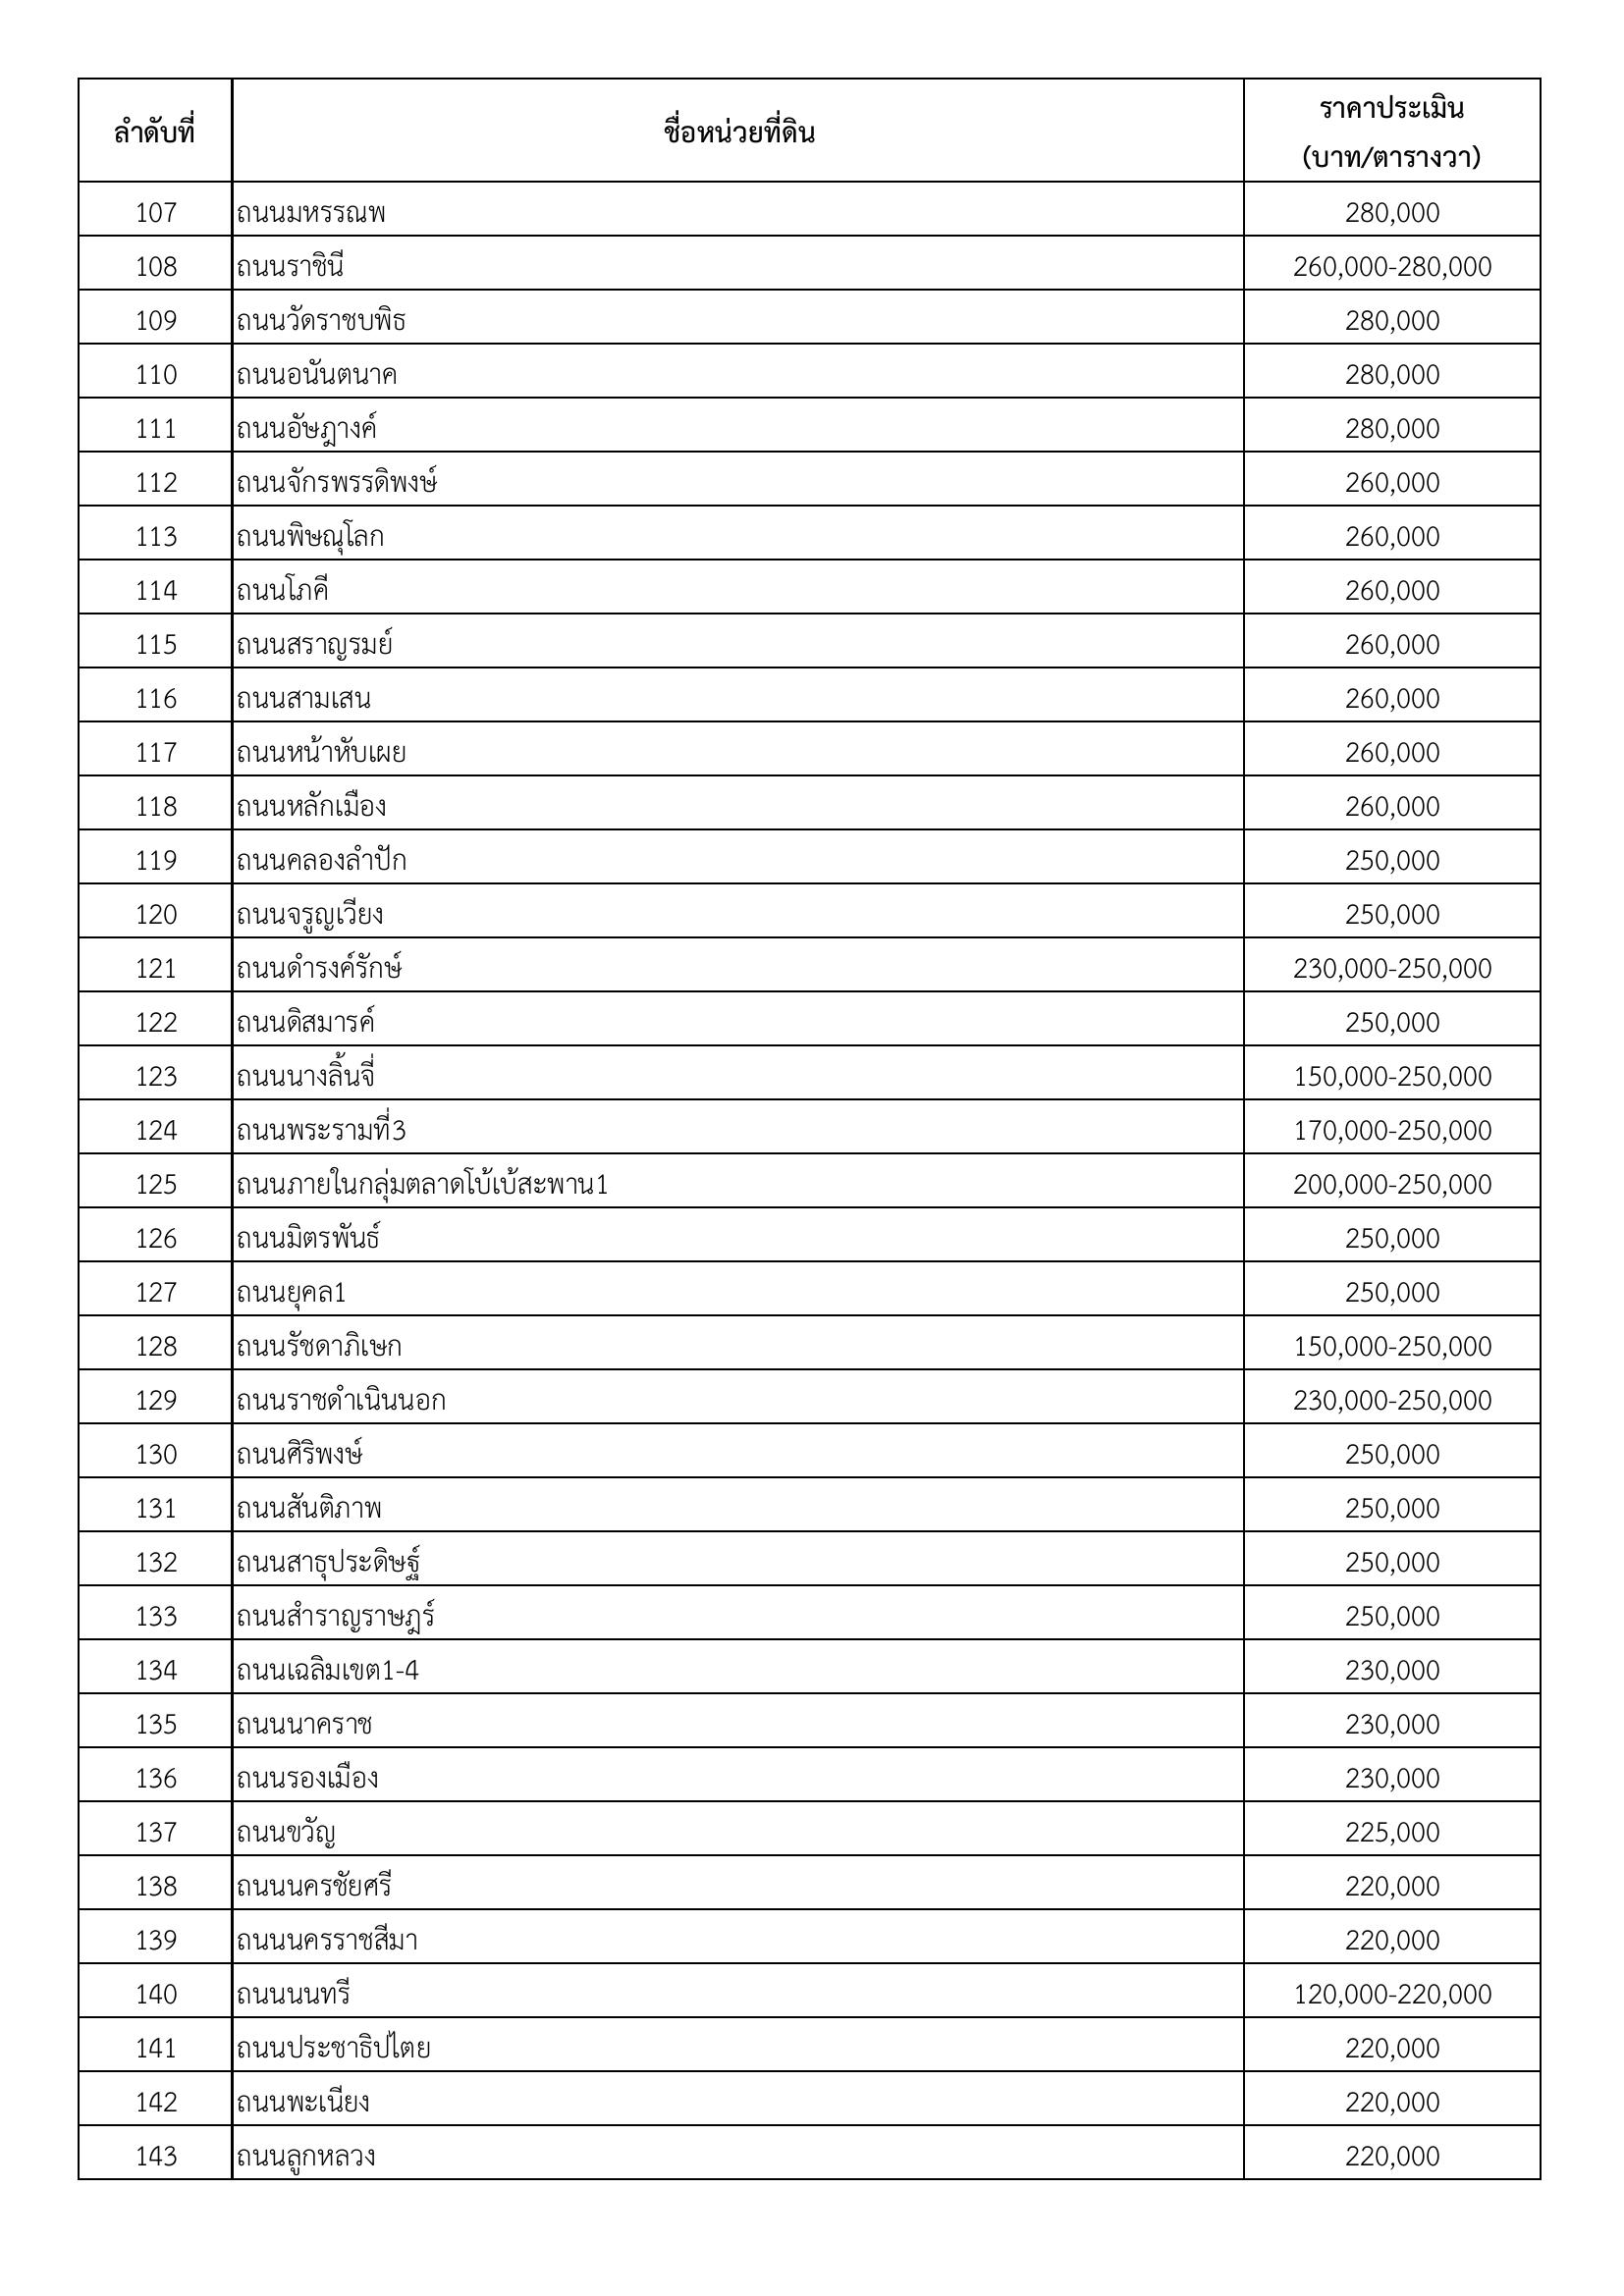 ลำดับที่ ชื่อหน่วยที่ดิน ราคาประเมิน
(บาท/ตารางวา)
107 ถนนมหรรณพ 280,000
108 ถนนราชินี 260,000-280,000
109 ถนนวัดราชบพิธ 280,000
110 ถนนอนันตนาค 280,000
111 ถนนอัษฎางค์ 280,000
112 ถนนจักรพรรดิพงษ์ 260,000
113 ถนนพิษณุโลก 260,000
114 ถนนโภคี 260,000
115 ถนนสราญรมย์ 260,000
116 ถนนสามเสน 260,000
117 ถนนหน้าหับเผย 260,000
118 ถนนหลักเมือง 260,000
119 ถนนคลองลำปัก 250,000
120 ถนนจรูญเวียง 250,000
121 ถนนดำรงค์รักษ์ 230,000-250,000
122 ถนนดิสมารค์ 250,000
123 ถนนนางลิ้นจี่ 150,000-250,000
124 ถนนพระรามที่3 170,000-250,000
125 ถนนภายในกลุ่มตลาดโบ้เบ้สะพาน1 200,000-250,000
126 ถนนมิตรพันธ์ 250,000
127 ถนนยุคล1 250,000
128 ถนนรัชดาภิเษก 150,000-250,000
129 ถนนราชดำเนินนอก 230,000-250,000
130 ถนนศิริพงษ์ 250,000
131 ถนนสันติภาพ 250,000
132 ถนนสาธุประดิษฐ์ 250,000
133 ถนนสำราญราษฎร์ 250,000
134 ถนนเฉลิมเขต1-4 230,000
135 ถนนนาคราช 230,000
136 ถนนรองเมือง 230,000
137 ถนนขวัญ 225,000
138 ถนนนครชัยศรี 220,000
139 ถนนนครราชสีมา 220,000
140 ถนนนนทรี 120,000-220,000
141 ถนนประชาธิปไตย 220,000
142 ถนนพะเนียง 220,000
143 ถนนลูกหลวง 220,000